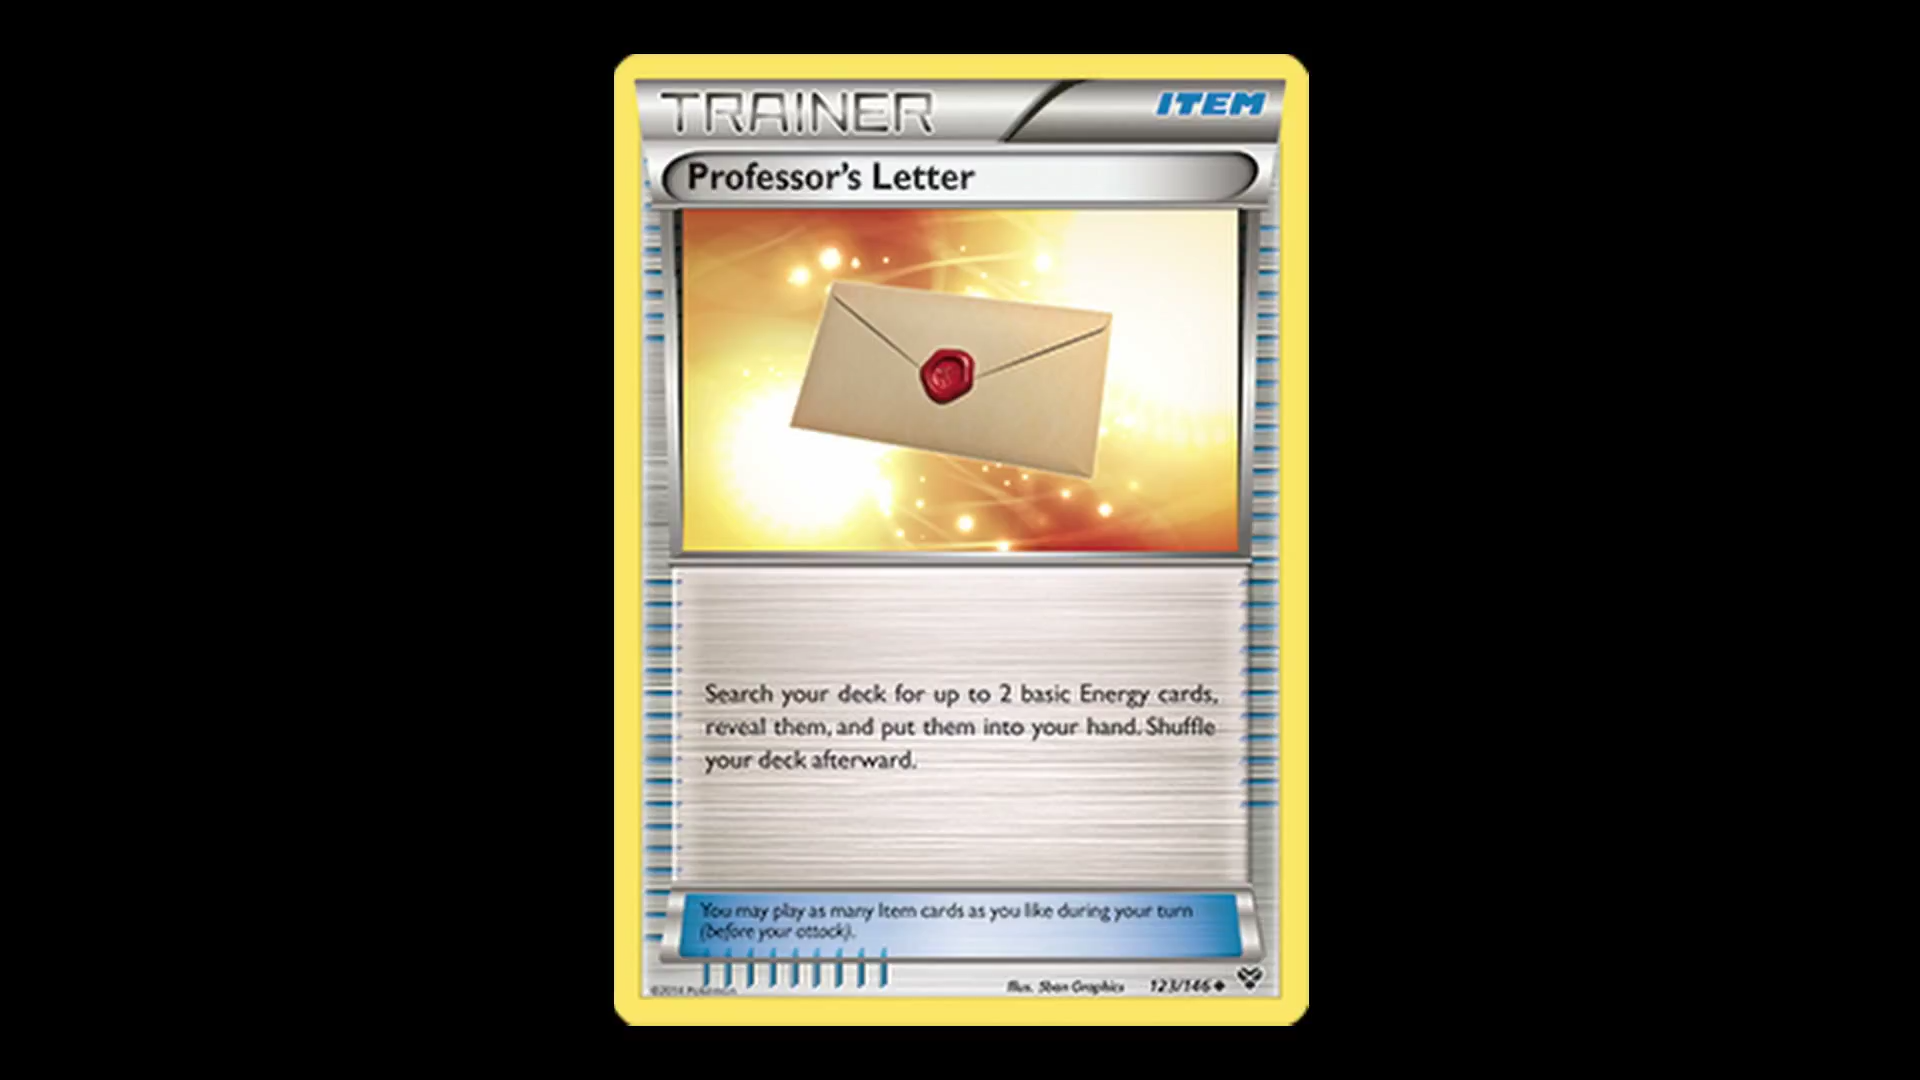 TRAINER
ITEM
Professor's Letter
Search your deck for up to 2 basic Energy cards,
reveal them, and put them into your hand. Shuffle
your deck afterward.
You may play as many Item cards as you like during your turn
(before your attack).
©2014 Pokémon
Illus. 5ban Graphics
123/146